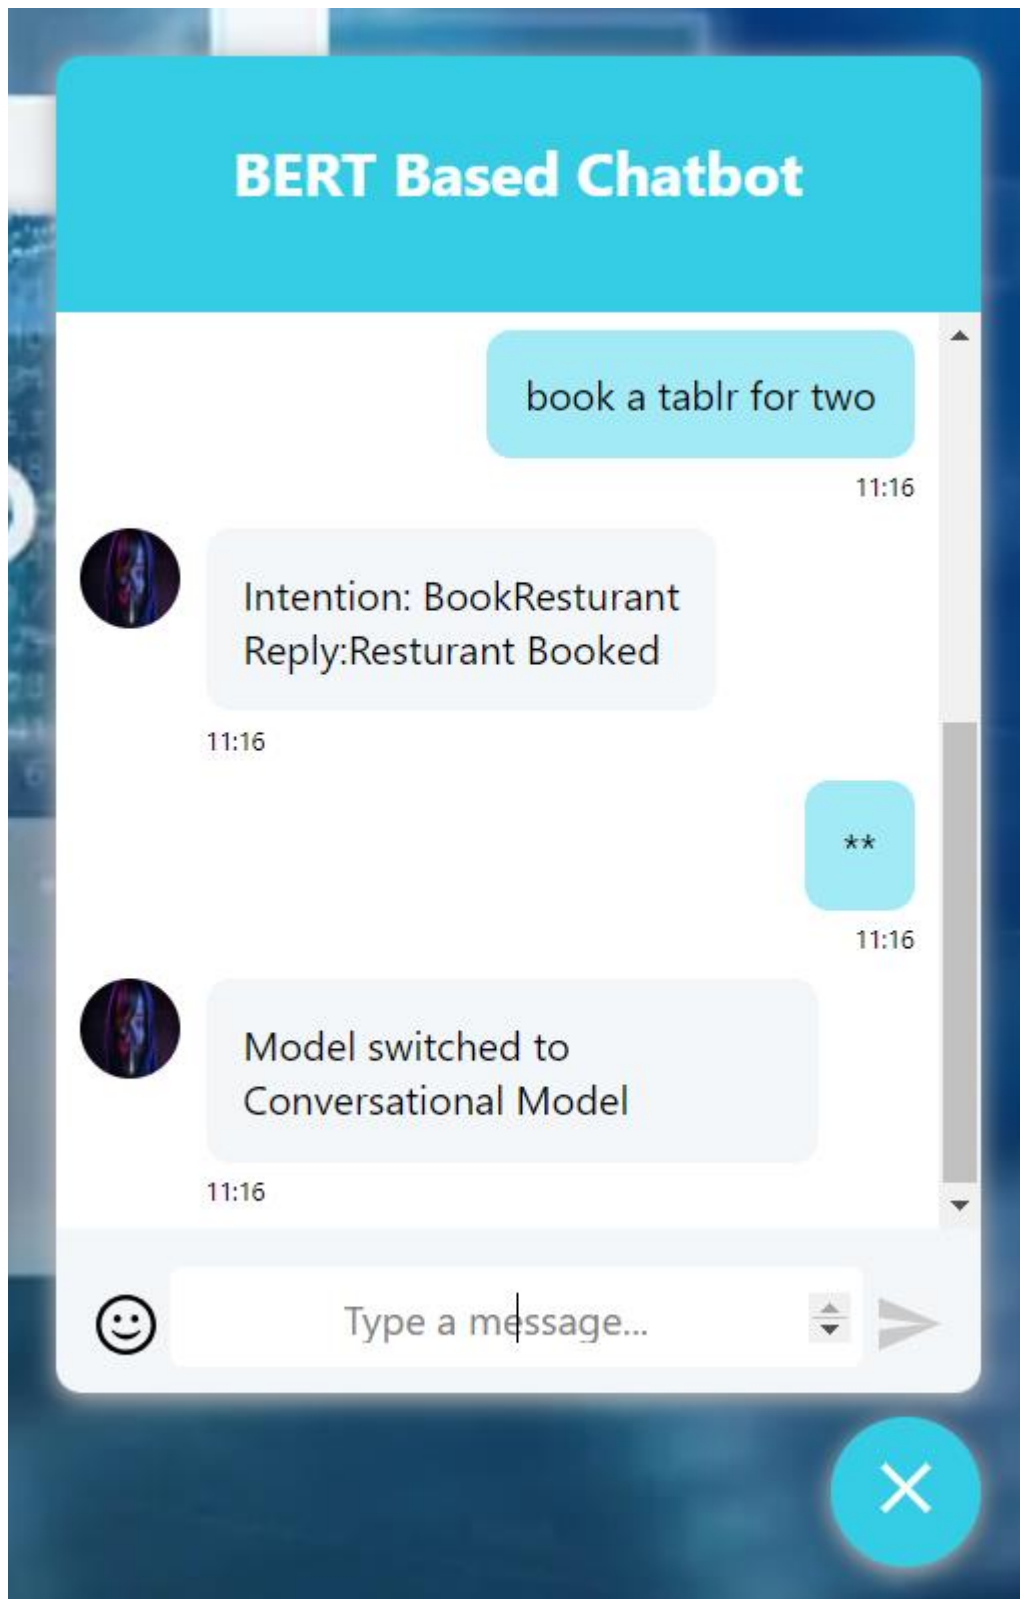 BERT Based Chatbot
book a tablr for two
11:16
Intention: BookResturant
Reply:Resturant Booked
11:16
**
11:16
Model switched to
Conversational Model
11:16
Type a message...